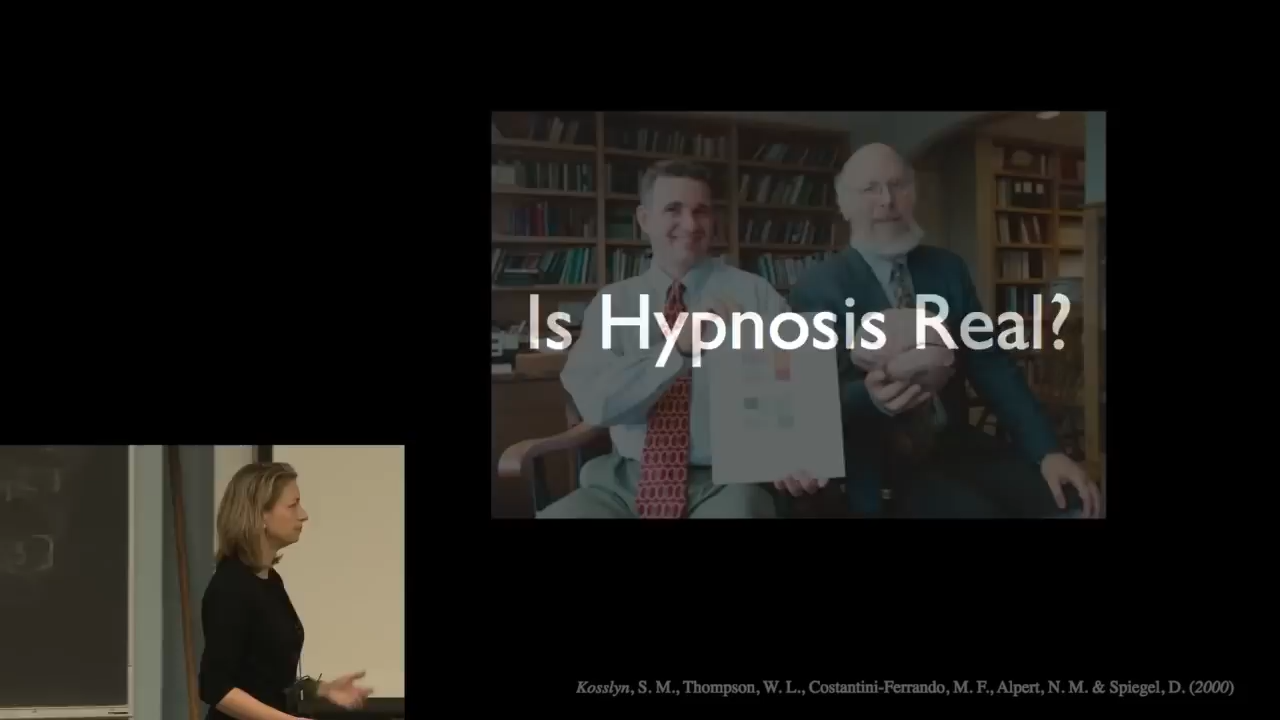 Is Hypnosis Real?
Kosslyn, S. M., Thompson, W. L., Costantini-Ferrando, M. F., Alpert, N. M. & Spiegel, D. (2000)